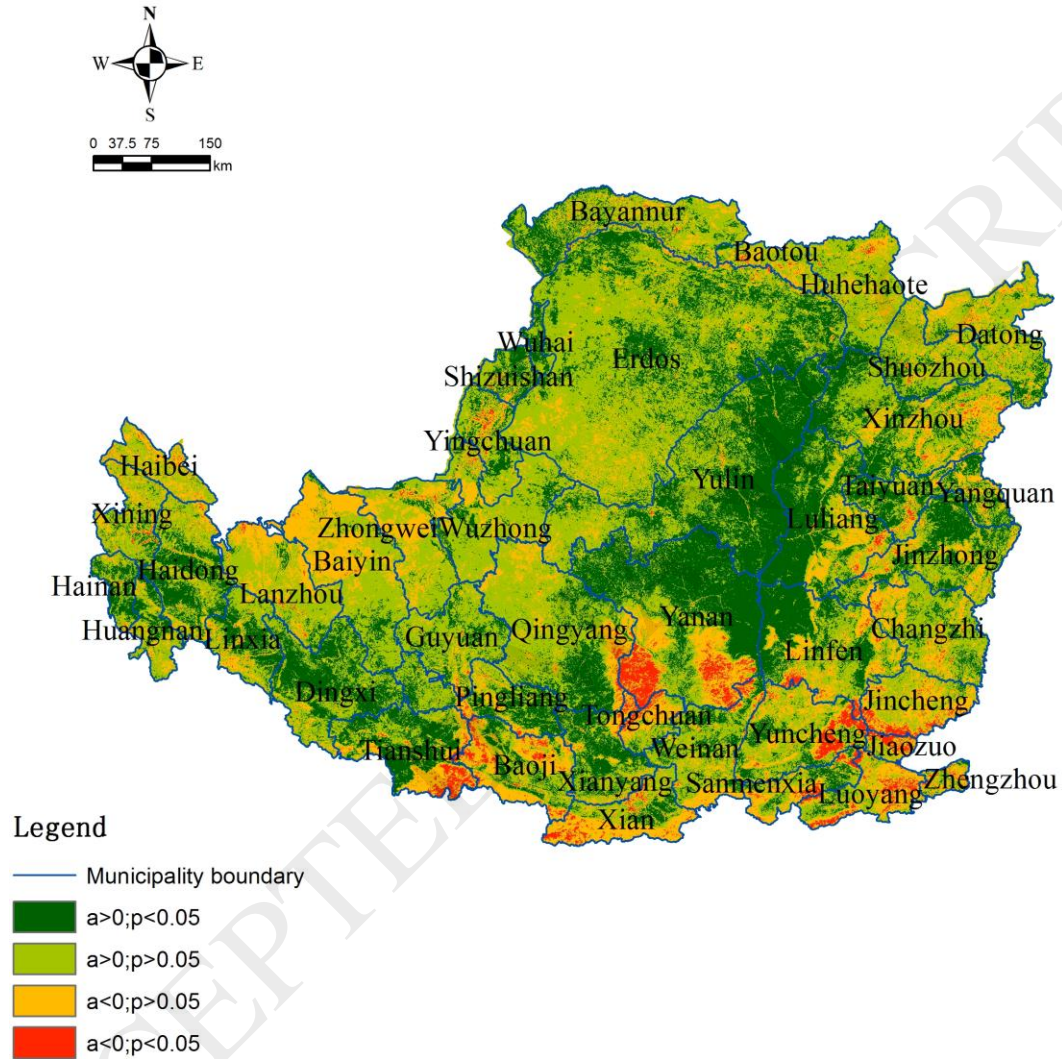 N
W E
S
0 37.5 75 150
km
Bayannur
Baotou
Huhehaote
Datong
Wuhai
Erdos
Shuozhou
Shizuishan
Xinzhou
Yingchuan
Haibei
Yulin
Taiyuan
Yangquan
Xining
Zhongwei
Wuzhong
Luliang
Baiyin
Jinzhong
Haidong
Hainan
Lanzhou
Huangnan
Linxia
Guyuan
Qingyang
Yanan
Changzhi
Linfen
Dingxi
Pingliang
Jincheng
Tongchuan
Yuncheng
Jiaozuo
Tianshui
Weinan
Baoji
Xianyang
Sanmenxia
Luoyang
Zhengzhou
Xian
Legend
Municipality boundary
a>0;p<0.05
a>0;p>0.05
a<0;p>0.05
a<0;p<0.05